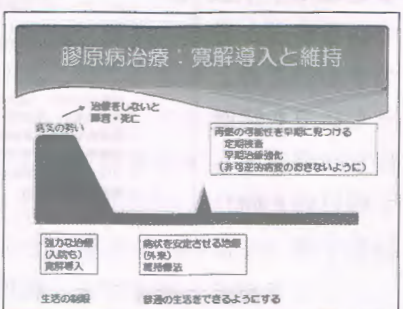 膠原病治療：寛解導入と維持
治療をしないと
障害・死亡
病気の勢い
再燃の可能性を早期に見つける
定期検査
早期治療強化
(非可逆的病変のおきないように)
強力な治療
(入院も)
寛解導入
病状を安定させる治療
(外来)
維持療法
生活の制限
普通の生活をできるようにする